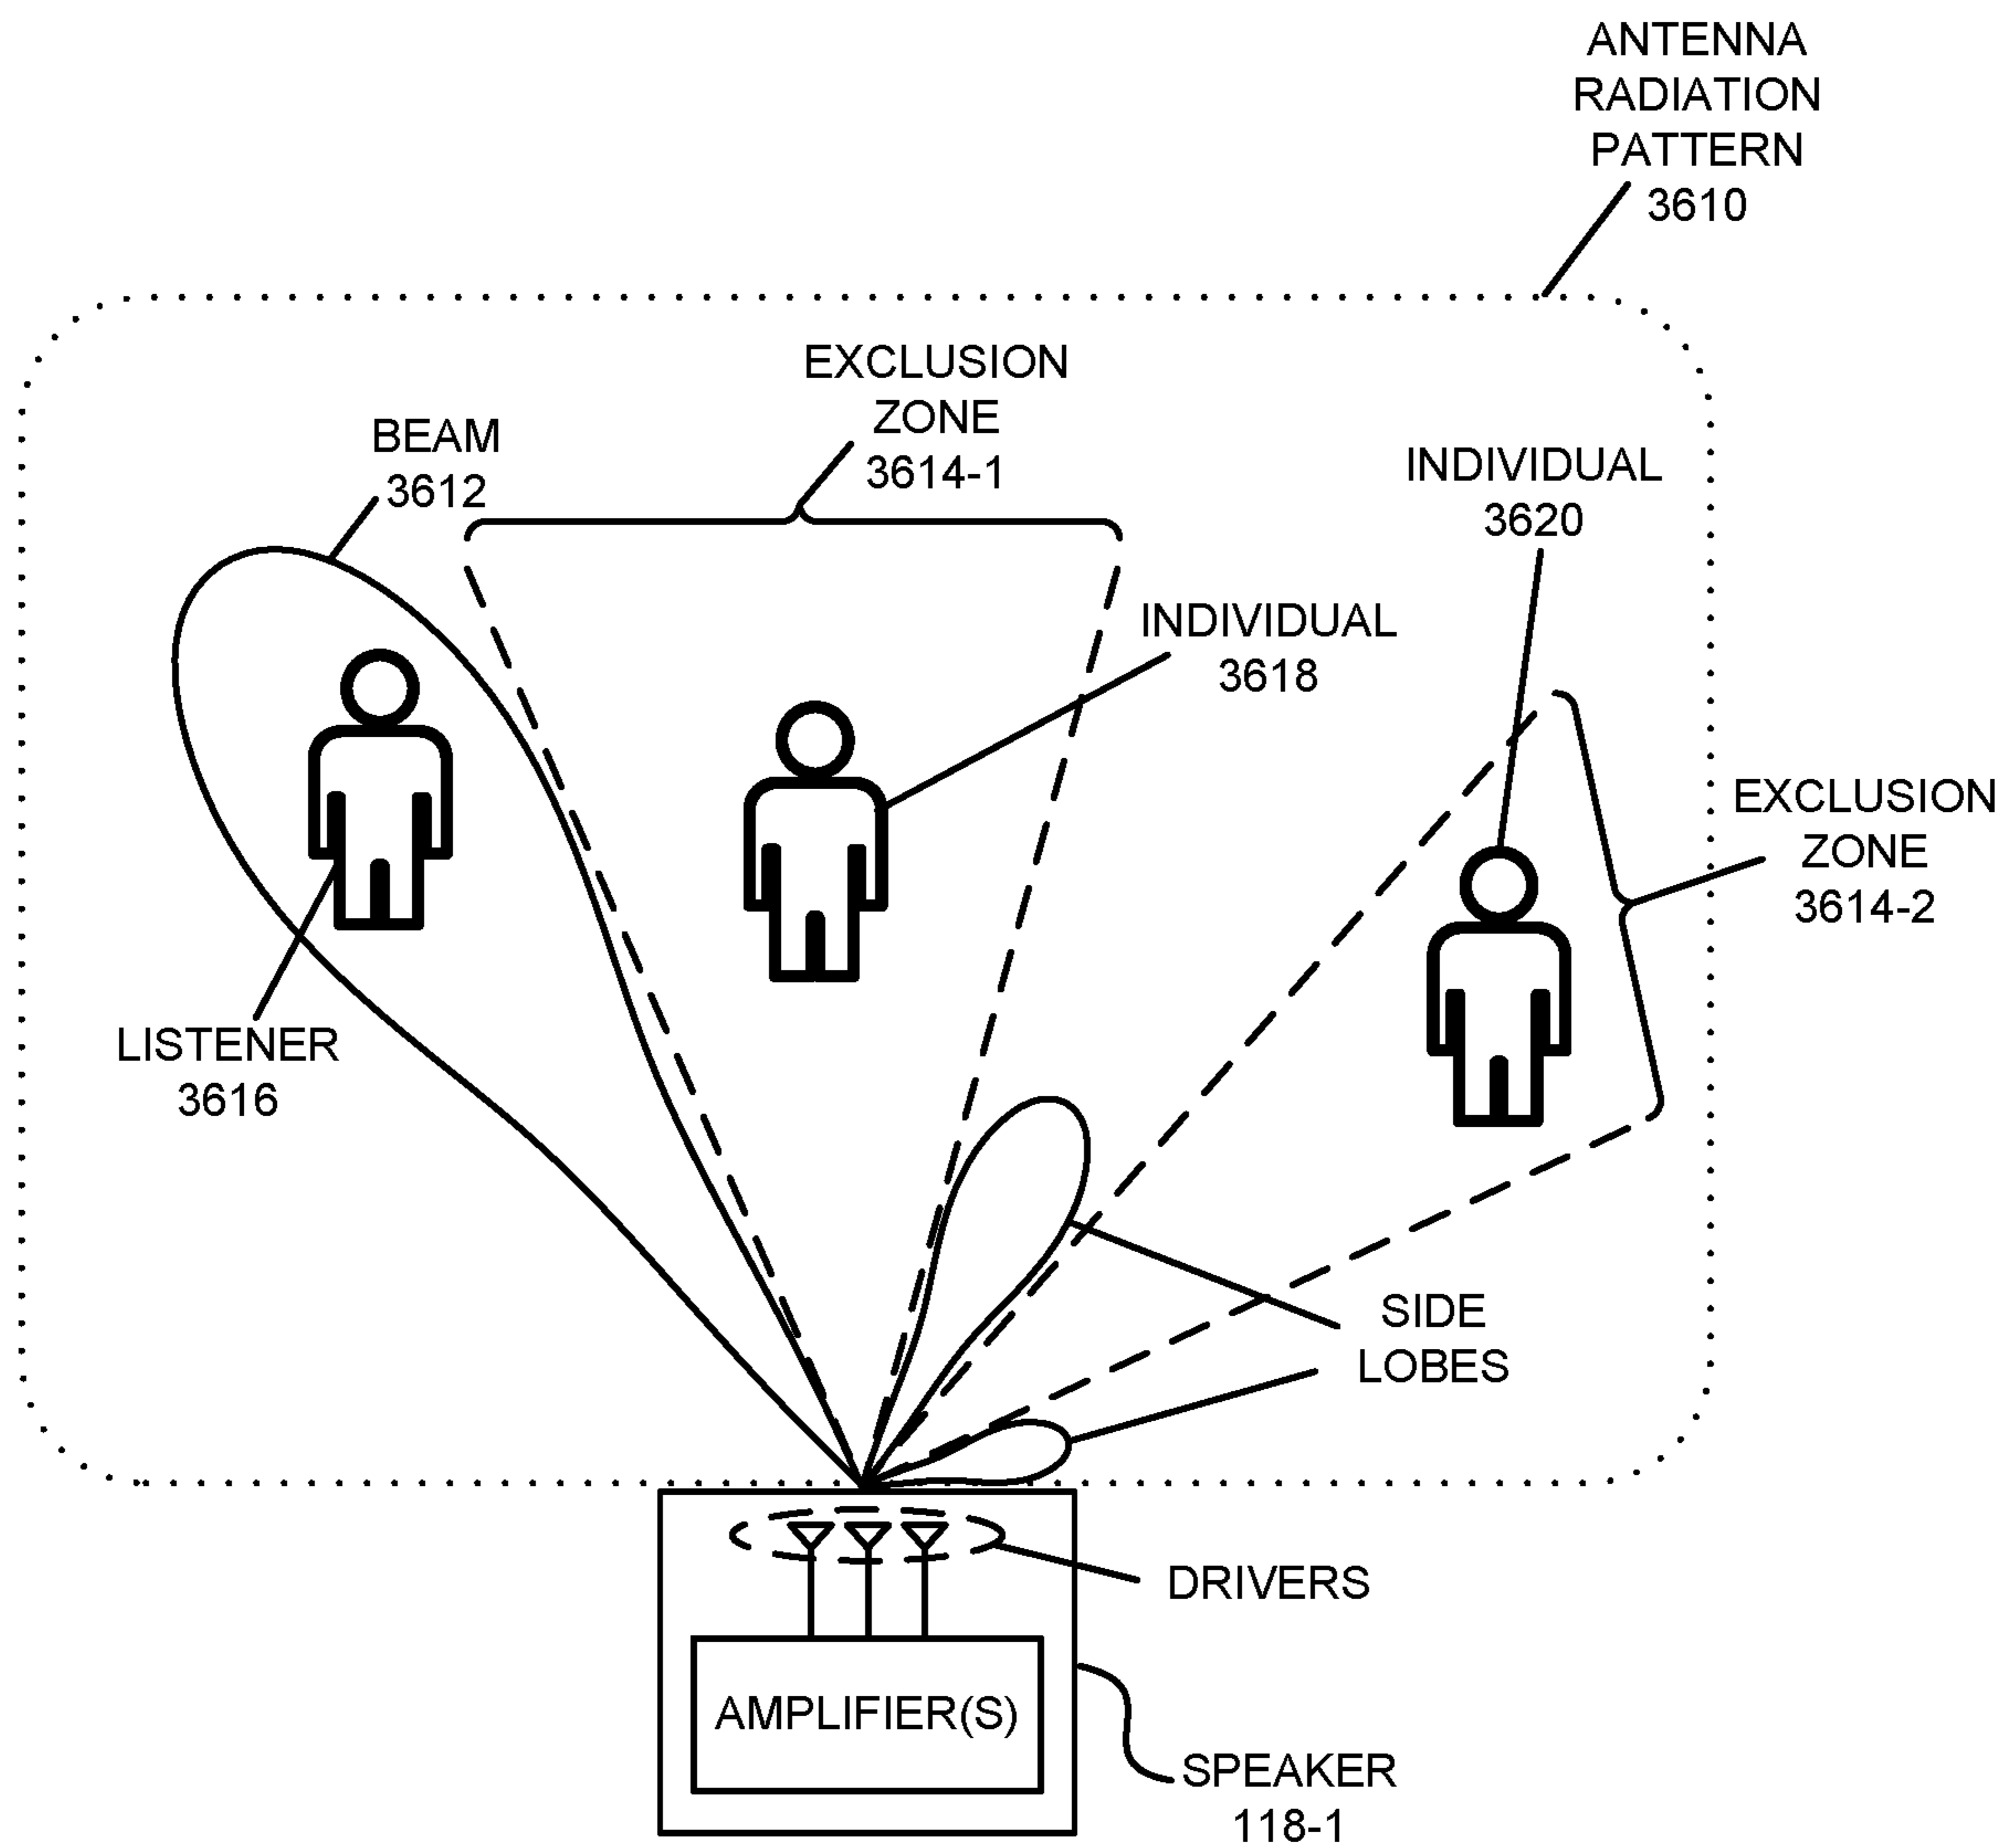 ANTENNA
RADIATION
PATTERN
3610
EXCLUSION
ZONE
3614-1
BEAM
3612
INDIVIDUAL
3620
INDIVIDUAL
3618
EXCLUSION
ZONE
3614-2
LISTENER
3616
SIDE
LOBES
DRIVERS
AMPLIFIER(S)
SPEAKER
118-1